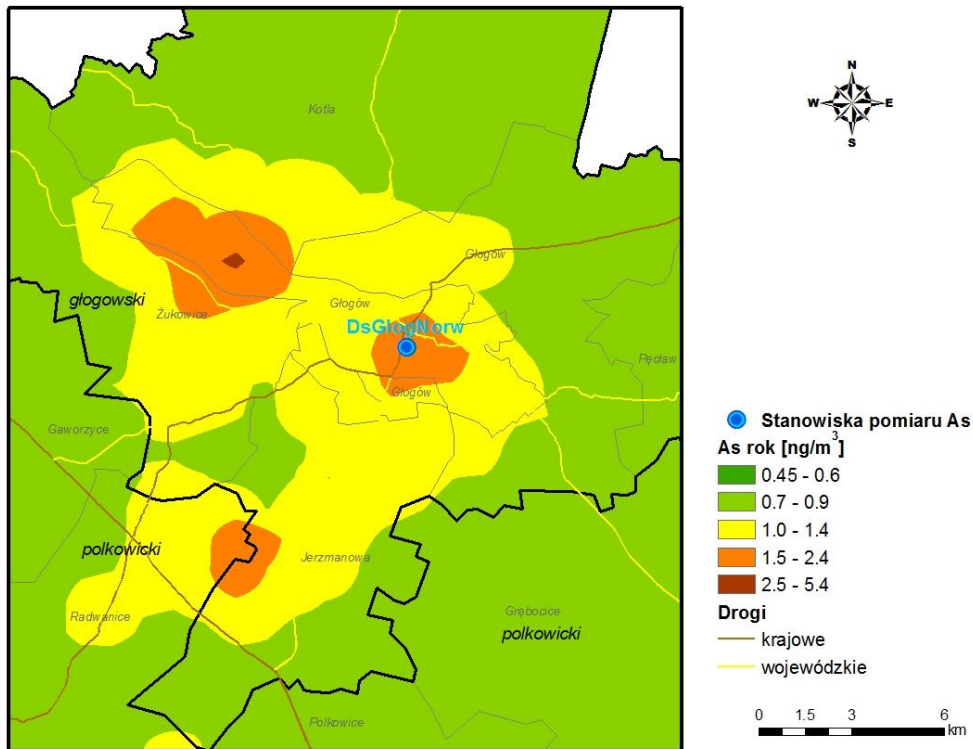 Kotla
N
W E
S
Głogów
głogowski
Żukowice
Głogów
DsGlogNorw
Pęcław
Głogów
Gaworzyce
polkowicki
Jerzmanowa
Radwanice
Grębocice
polkowicki
Polkowice
Stanowiska pomiaru As
As rok [ng/m³]
0.45 - 0.6
0.7 - 0.9
1.0 - 1.4
1.5 - 2.4
2.5 - 5.4
Drogi
krajowe
wojewódzkie
0 1.5 3 6
km